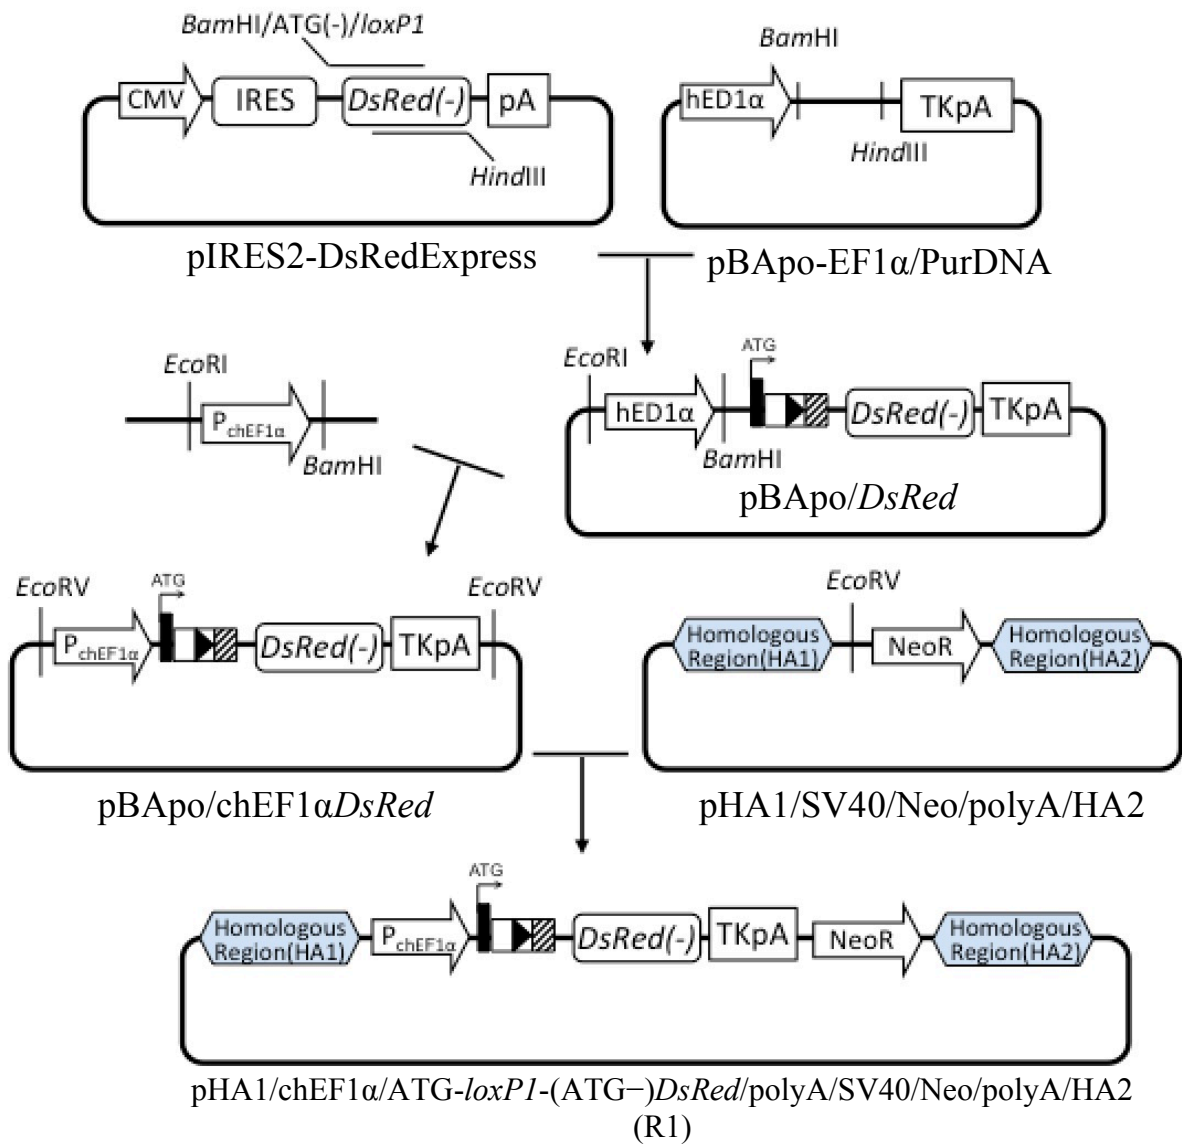 BamHI/ATG(-)/loxP1
CMV
IRES
DsRed(-)
pA
HindIII
pIRES2-DsRedExpress
BamHI
hED1α
TKpA
HindIII
pBApo-EF1α/PurDNA
EcoRI
PchEF1α
BamHI
EcoRI
ATG
hED1α
DsRed(-)
TKpA
BamHI
pBApo/DsRed
EcoRV
ATG
EcoRV
PchEF1α
DsRed(-)
TKpA
pBApo/chEF1αDsRed
EcoRV
Homologous
Region(HA1)
NeoR
Homologous
Region(HA2)
pHA1/SV40/Neo/polyA/HA2
ATG
Homologous
Region(HA1)
PchEF1α
DsRed(-)
TKpA
NeoR
Homologous
Region(HA2)
pHA1/chEF1α/ATG-loxP1-(ATG−)DsRed/polyA/SV40/Neo/polyA/HA2
(R1)